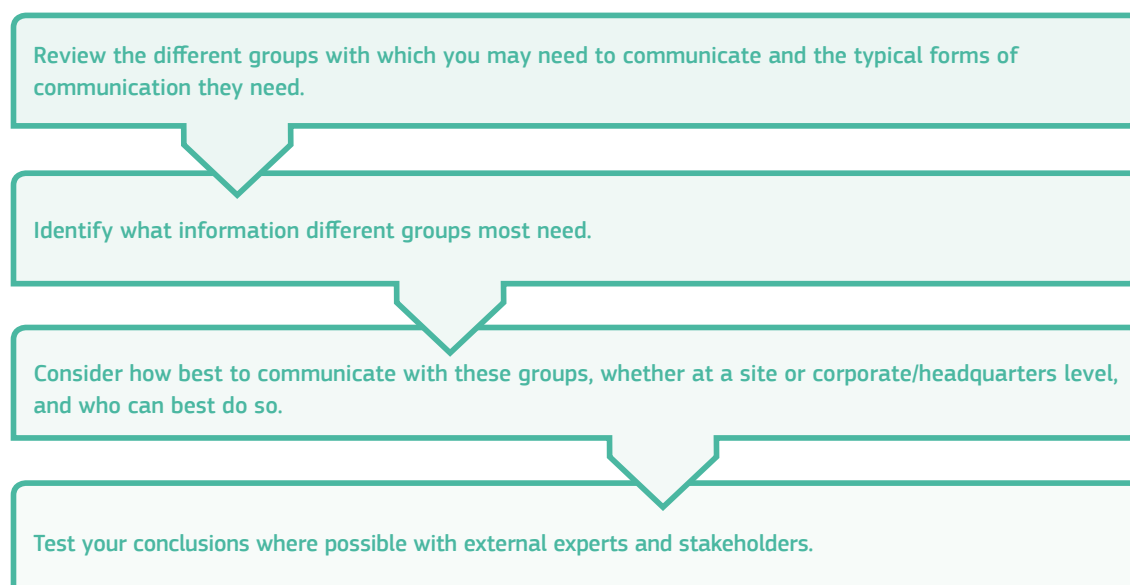 Review the different groups with which you may need to communicate and the typical forms of
communication they need.
Identify what information different groups most need.
Consider how best to communicate with these groups, whether at a site or corporate/headquarters level,
and who can best do so.
Test your conclusions where possible with external experts and stakeholders.